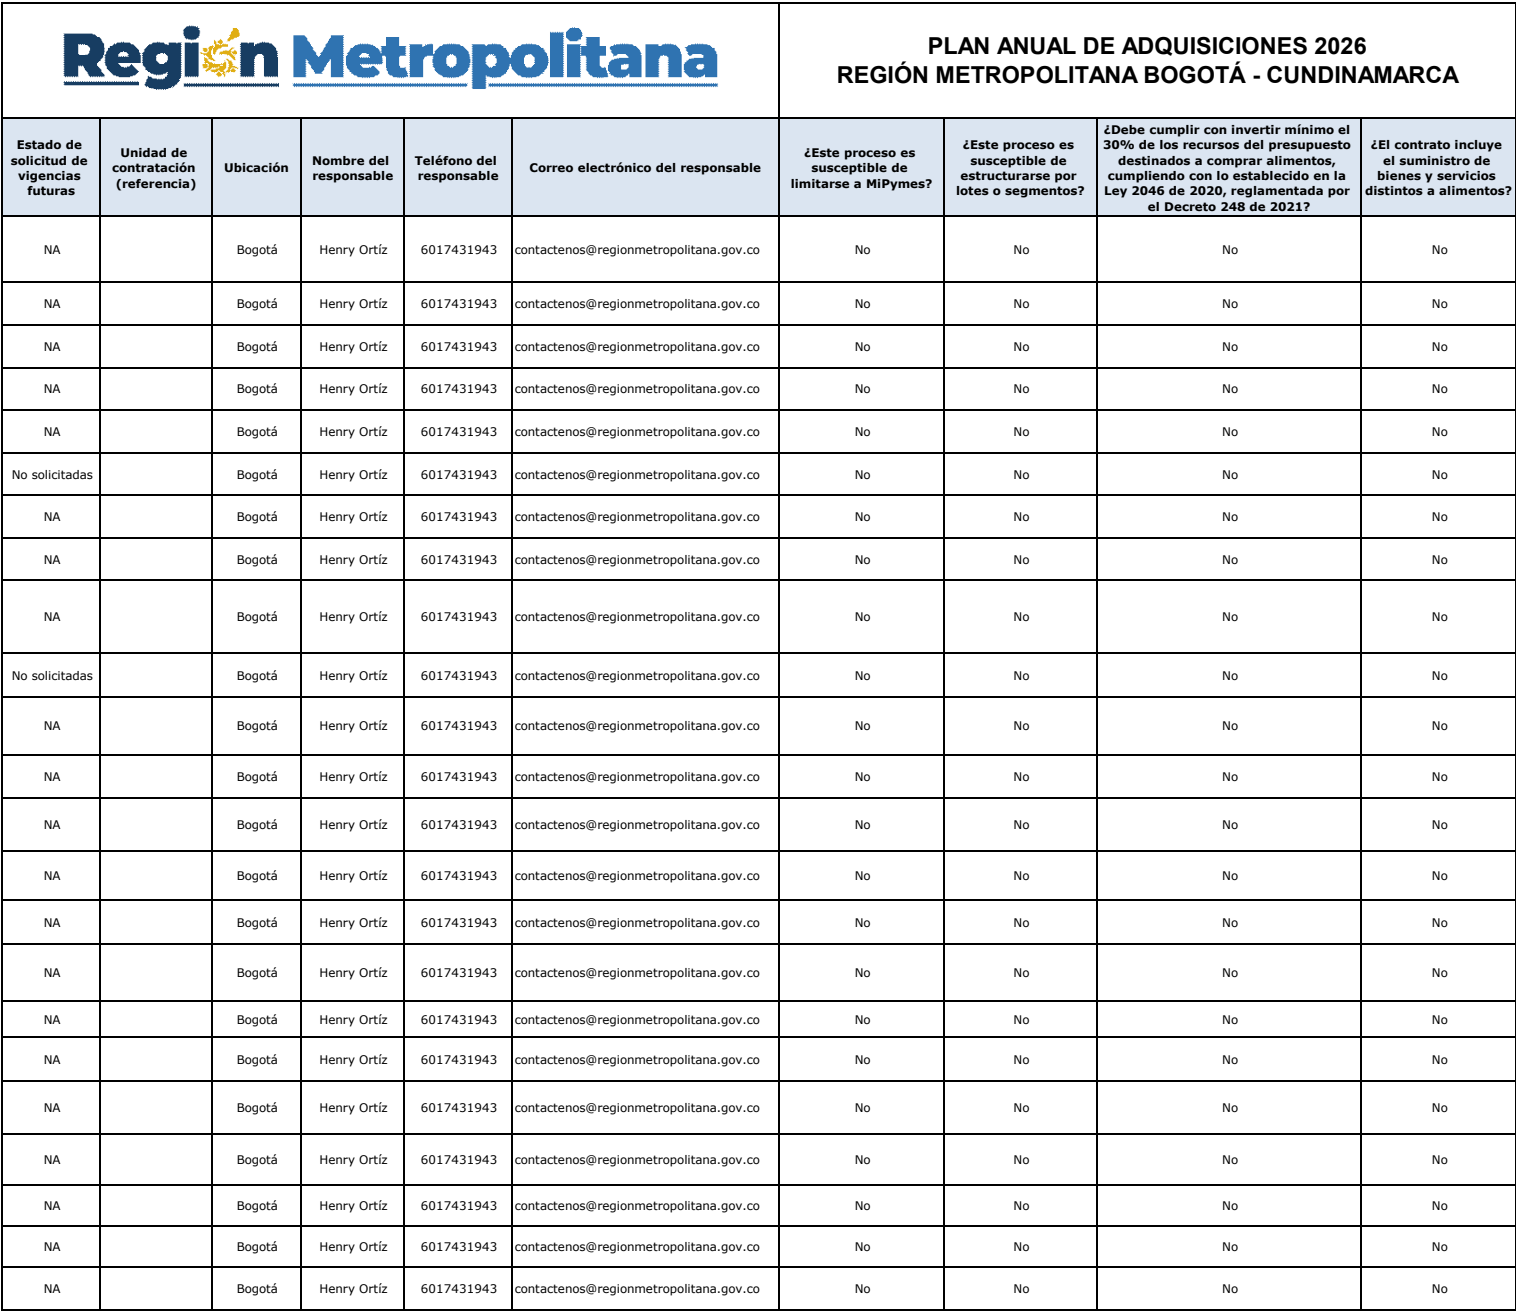 Región Metropolitana
PLAN ANUAL DE ADQUISICIONES 2026
REGIÓN METROPOLITANA BOGOTÁ - CUNDINAMARCA
Estado de
solicitud de
vigencias
futuras
Unidad de
contratación
(referencia)
Ubicación
Nombre del
responsable
Teléfono del
responsable
Correo electrónico del responsable
¿Este proceso es
susceptible de
limitarse a MiPymes?
¿Este proceso es
susceptible de
estructurarse por
lotes o segmentos?
¿Debe cumplir con invertir mínimo el
30% de los recursos del presupuesto
destinados a comprar alimentos,
cumpliendo con lo establecido en la
Ley 2046 de 2020, reglamentada por
el Decreto 248 de 2021?
¿El contrato incluye
el suministro de
bienes y servicios
distintos a alimentos?
NA Bogotá Henry Ortíz 6017431943 contactenos@regionmetropolitana.gov.co No No No No
NA Bogotá Henry Ortíz 6017431943 contactenos@regionmetropolitana.gov.co No No No No
NA Bogotá Henry Ortíz 6017431943 contactenos@regionmetropolitana.gov.co No No No No
NA Bogotá Henry Ortíz 6017431943 contactenos@regionmetropolitana.gov.co No No No No
NA Bogotá Henry Ortíz 6017431943 contactenos@regionmetropolitana.gov.co No No No No
No solicitadas Bogotá Henry Ortíz 6017431943 contactenos@regionmetropolitana.gov.co No No No No
NA Bogotá Henry Ortíz 6017431943 contactenos@regionmetropolitana.gov.co No No No No
NA Bogotá Henry Ortíz 6017431943 contactenos@regionmetropolitana.gov.co No No No No
NA Bogotá Henry Ortíz 6017431943 contactenos@regionmetropolitana.gov.co No No No No
No solicitadas Bogotá Henry Ortíz 6017431943 contactenos@regionmetropolitana.gov.co No No No No
NA Bogotá Henry Ortíz 6017431943 contactenos@regionmetropolitana.gov.co No No No No
NA Bogotá Henry Ortíz 6017431943 contactenos@regionmetropolitana.gov.co No No No No
NA Bogotá Henry Ortíz 6017431943 contactenos@regionmetropolitana.gov.co No No No No
NA Bogotá Henry Ortíz 6017431943 contactenos@regionmetropolitana.gov.co No No No No
NA Bogotá Henry Ortíz 6017431943 contactenos@regionmetropolitana.gov.co No No No No
NA Bogotá Henry Ortíz 6017431943 contactenos@regionmetropolitana.gov.co No No No No
NA Bogotá Henry Ortíz 6017431943 contactenos@regionmetropolitana.gov.co No No No No
NA Bogotá Henry Ortíz 6017431943 contactenos@regionmetropolitana.gov.co No No No No
NA Bogotá Henry Ortíz 6017431943 contactenos@regionmetropolitana.gov.co No No No No
NA Bogotá Henry Ortíz 6017431943 contactenos@regionmetropolitana.gov.co No No No No
NA Bogotá Henry Ortíz 6017431943 contactenos@regionmetropolitana.gov.co No No No No
NA Bogotá Henry Ortíz 6017431943 contactenos@regionmetropolitana.gov.co No No No No
NA Bogotá Henry Ortíz 6017431943 contactenos@regionmetropolitana.gov.co No No No No